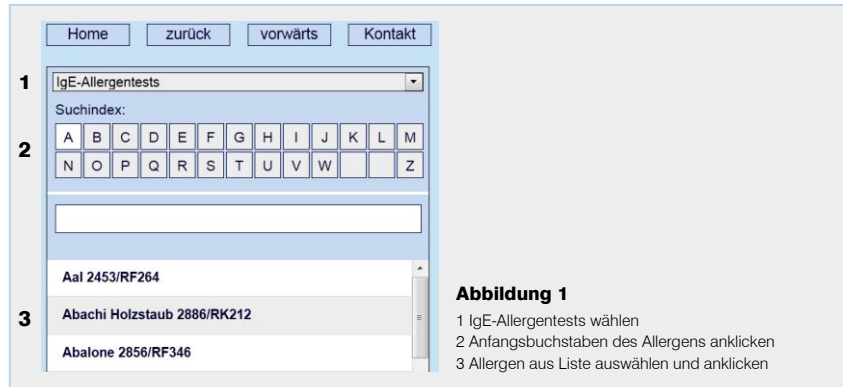 Home zurück vorwärts Kontakt
1 IgE-Allergentests
Suchindex:
2
A B C D E F G H I J K L M
N O P Q R S T U V W Z
Aal 2453/RF264
3 Abachi Holzstaub 2886/RK212
Abalone 2856/RF346
Abbildung 1
1 IgE-Allergentests wählen
2 Anfangsbuchstaben des Allergens anklicken
3 Allergen aus Liste auswählen und anklicken